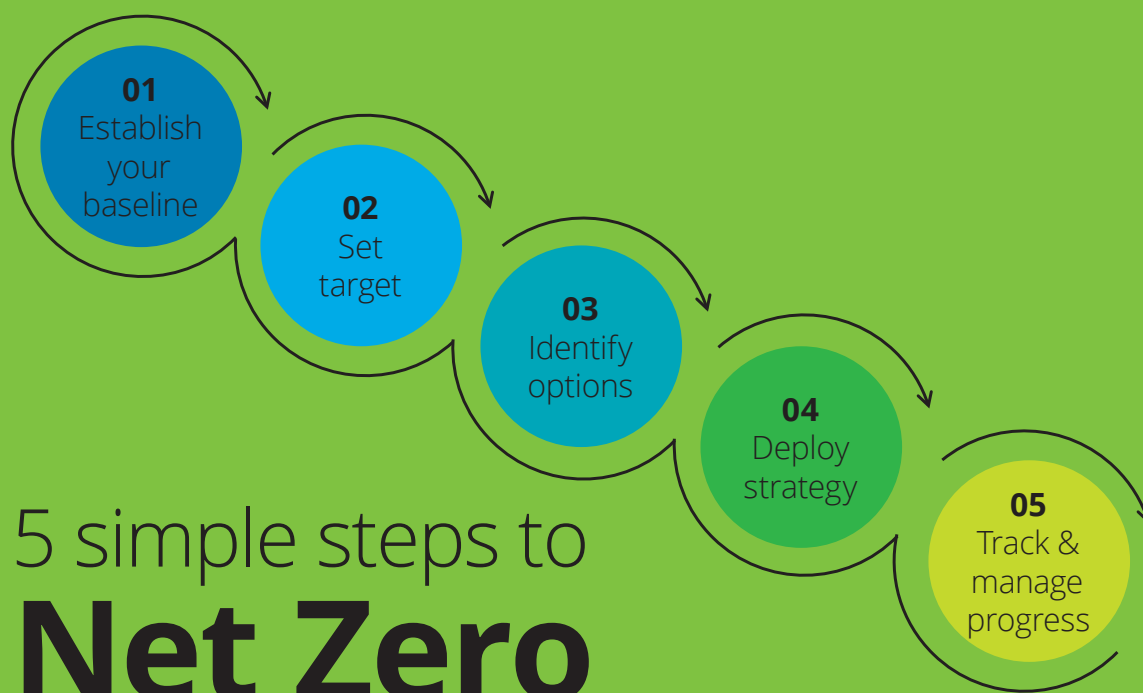 01
Establish
your
baseline
02
Set
target
03
Identify
options
04
Deploy
strategy
05
Track &
manage
progress
5 simple steps to
Net Zero